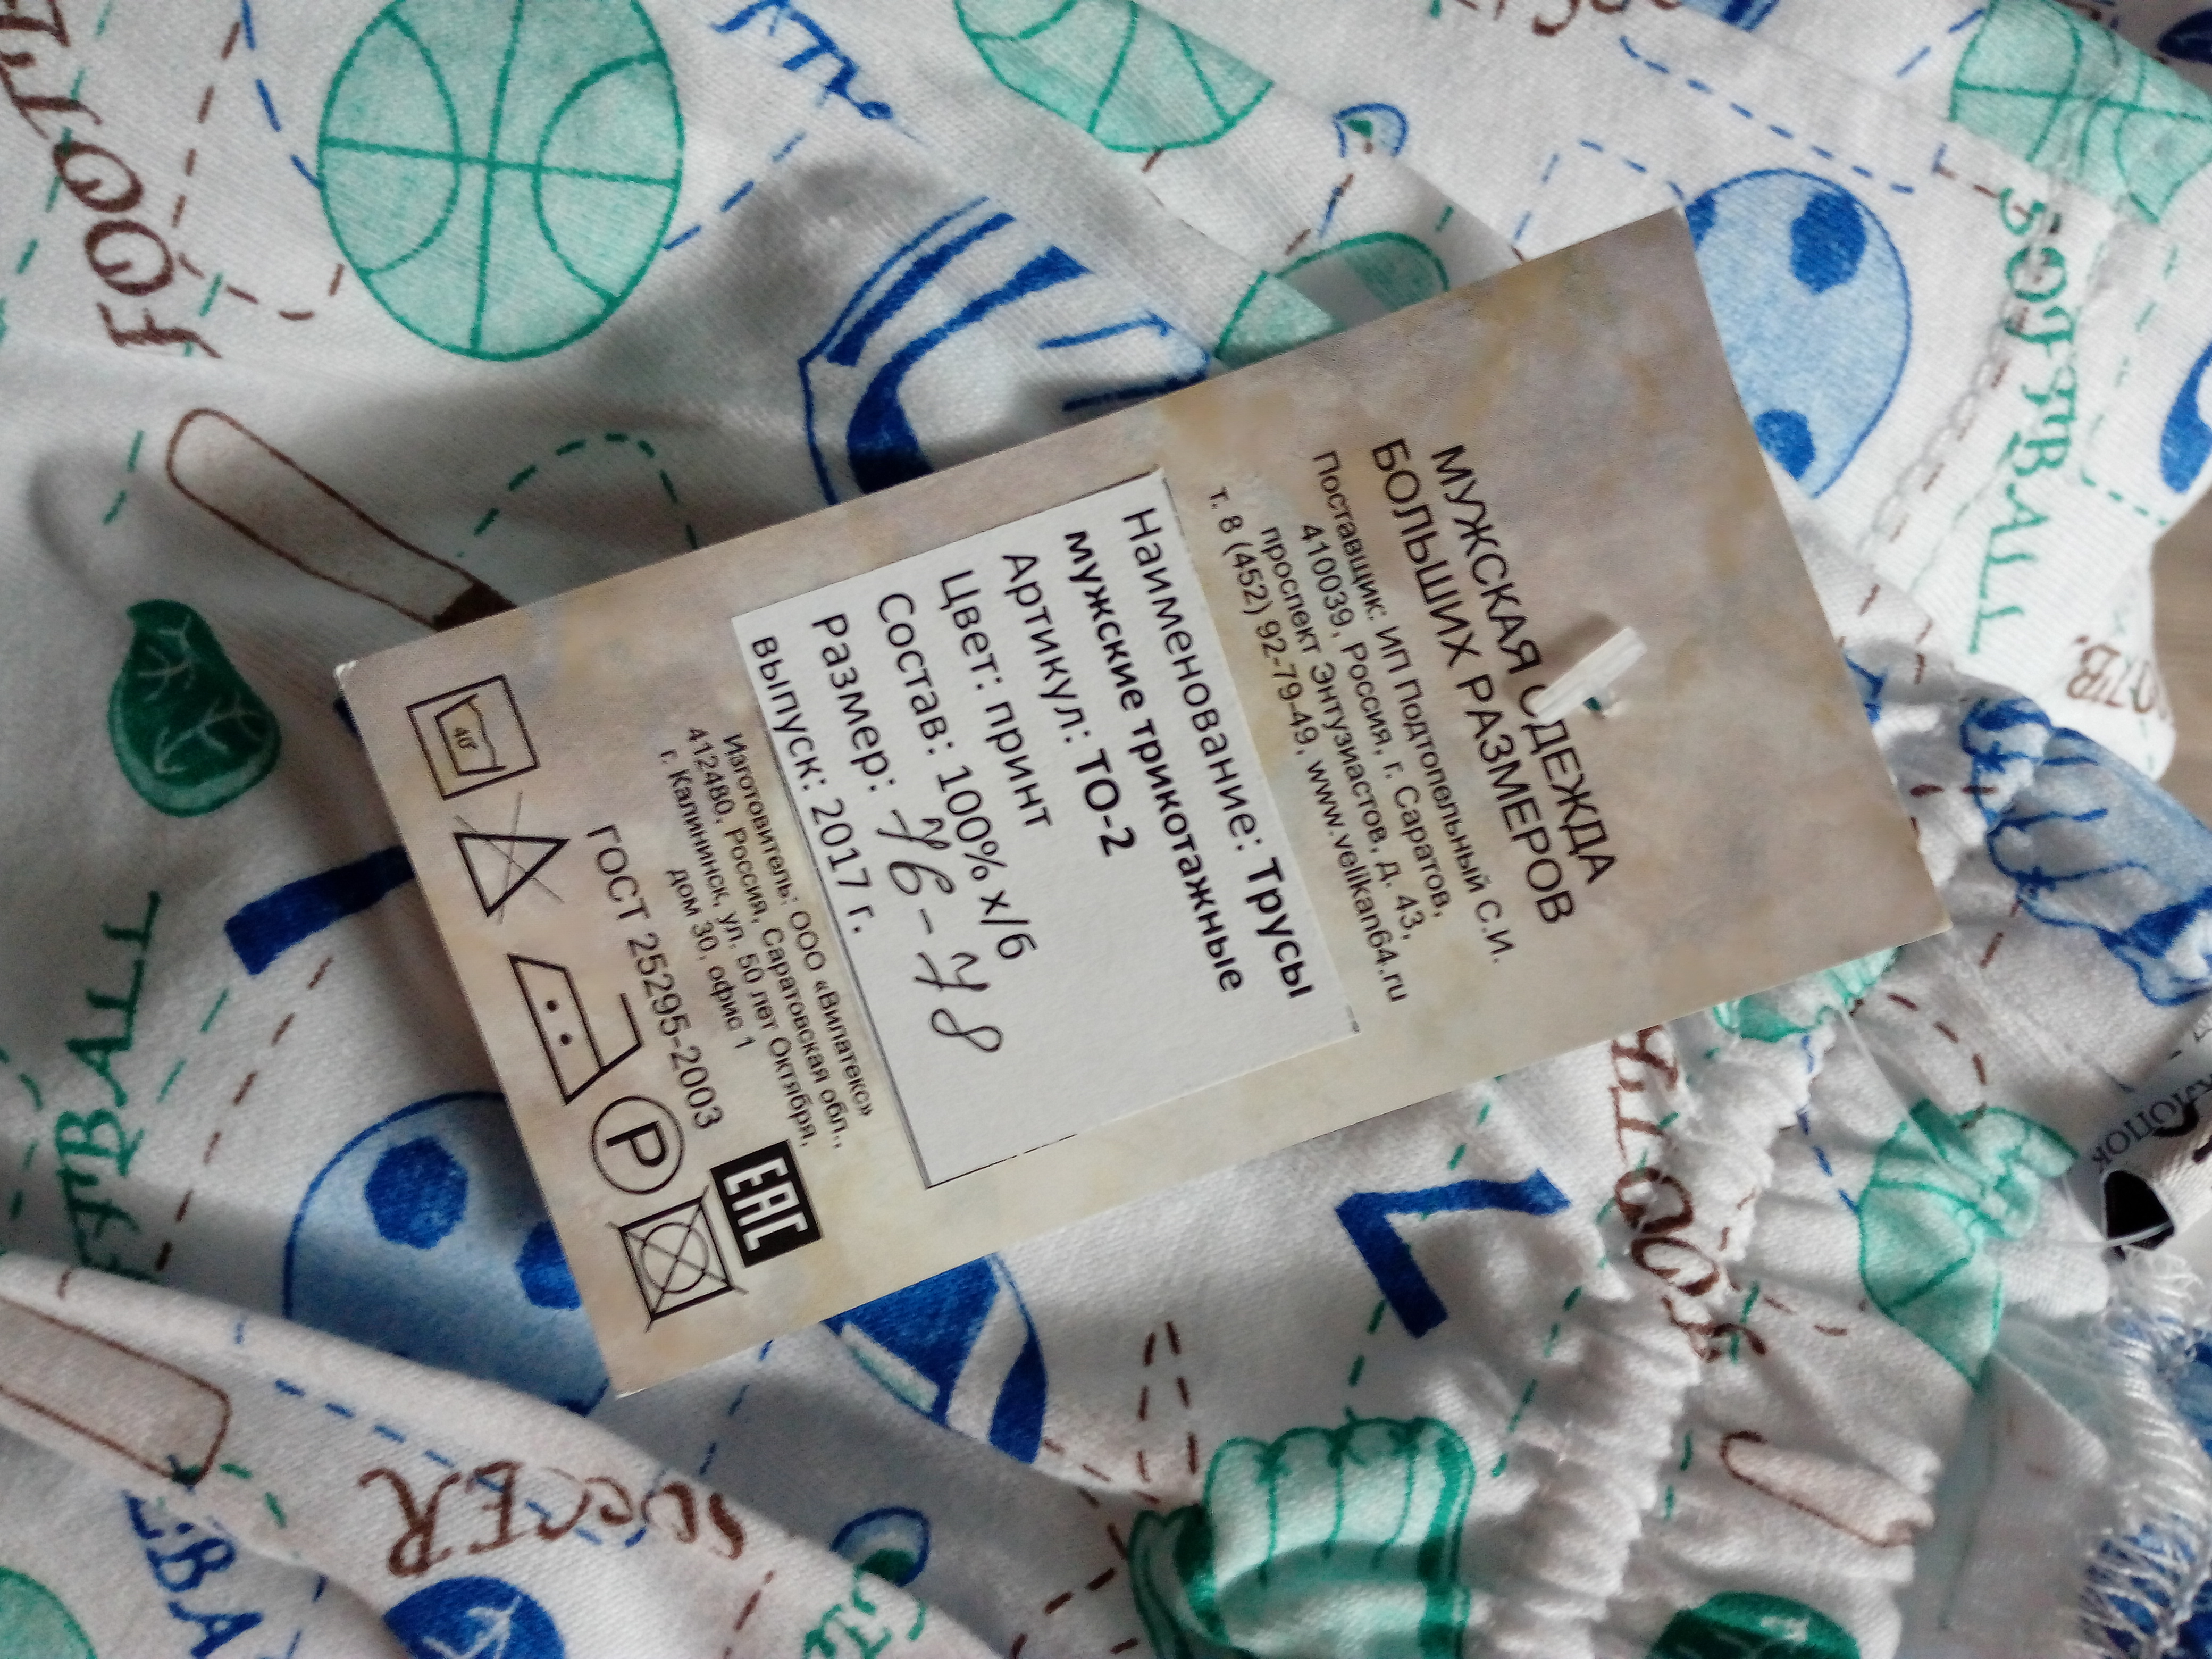 МУЖСКАЯ ОДЕЖДА
БОЛЬШИХ РАЗМЕРОВ
Поставщик: ИП Подтопельный С.И.
410039, Россия, г. Саратов,
проспект Энтузиастов, д. 43,
т. 8 (452) 92-79-49, www.velikan64.ru
Наименование: Трусы
мужские трикотажные
Артикул: ТО-2
Цвет: принт
Состав: 100% х/б
Размер: 76-78
выпуск: 2017 г.
Изготовитель: ООО «Вилатекс»
412480, Россия, Саратовская обл.,
г. Калининск, ул. 50 лет Октября,
дом 30, офис 1
ГОСТ 25295-2003
40°
P
EAC
SOFTBALL
SOCCER
хлопок